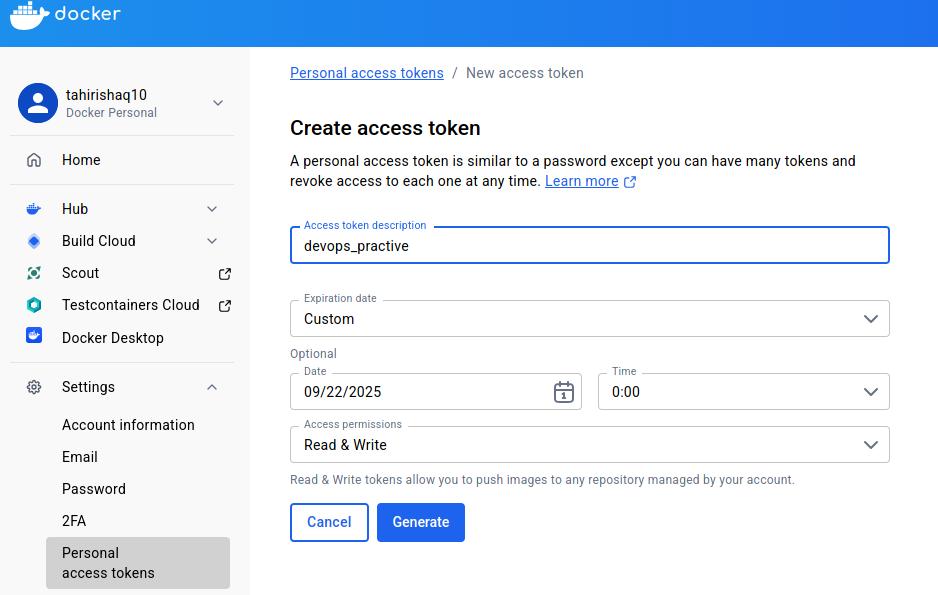 docker
tahirishaq10
Docker Personal
Home
Hub
Build Cloud
Scout
Testcontainers Cloud
Docker Desktop
Settings
Account information
Email
Password
2FA
Personal
access tokens
Personal access tokens / New access token
Create access token
A personal access token is similar to a password except you can have many tokens and
revoke access to each one at any time. Learn more
Access token description
devops_practive
Expiration date
Custom
Optional
Date
09/22/2025
1
Time
0:00
Access permissions
Read & Write
Read & Write tokens allow you to push images to any repository managed by your account.
Cancel
Generate